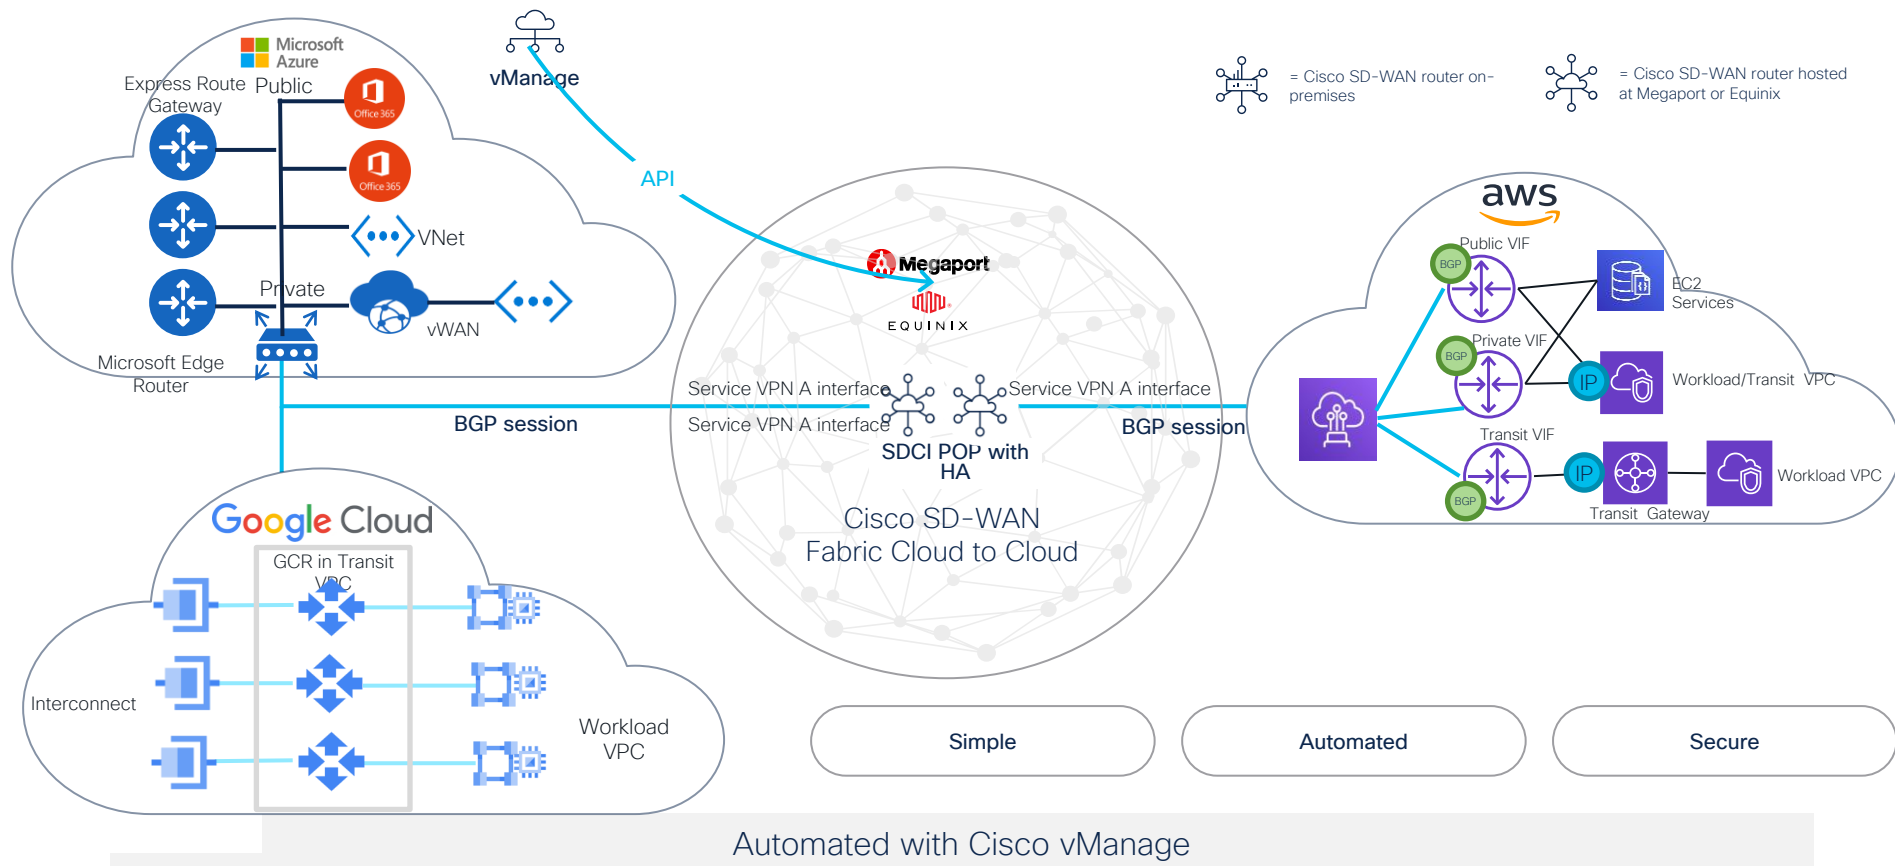 Microsoft
Azure
Express Route
Gateway
Public
Office 365
Office 365
VNet
Private
vWAN
Microsoft Edge
Router
vManage
API
= Cisco SD-WAN router on-
premises
= Cisco SD-WAN router hosted
at Megaport or Equinix
Megaport
EQUINIX
Service VPN A interface
Service VPN A interface
Service VPN A interface
BGP session
BGP session
SDCI POP with
HA
Cisco SD-WAN
Fabric Cloud to Cloud
aws
Public VIF
BGP
EC2
Services
Private VIF
BGP
IP
Workload/Transit VPC
Transit VIF
BGP
IP
Transit Gateway
Workload VPC
Google Cloud
GCR in Transit
VPC
Interconnect
Workload
VPC
Simple
Automated
Secure
Automated with Cisco vManage